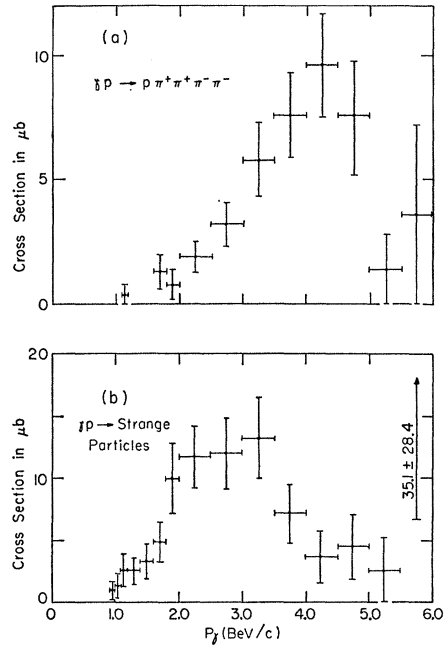 (a)
γp → p π⁺ π⁺ π⁻ π⁻
Cross Section in μb
10
5
0
(b)
γp → Strange
Particles
Cross Section in μb
20
10
0
35.1 ± 28.4
0 1.0 2.0 3.0 4.0 5.0 6.0
Pγ (BeV/c)